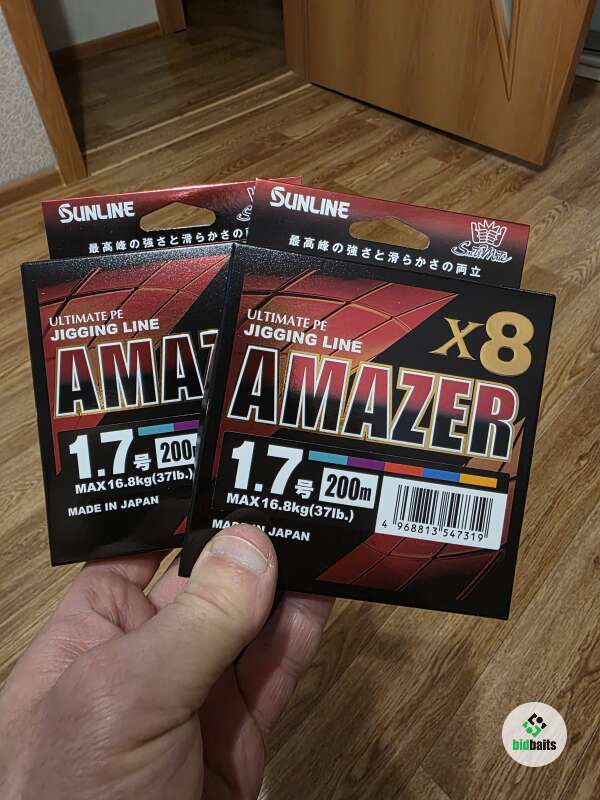 SUNLINE
最高峰の強さと滑らかさの両
ULTIMATE PE
JIGGING LINE
AMAZ
1.7号 200m
MAX16.8kg(37lb.)
MADE IN JAPAN
SUNLINE
最高峰の強さと滑らかさの両立
ULTIMATE PE
JIGGING LINE
X8
AMAZER
1.7号 200m
MAX16.8kg(37lb.)
4 968813 547319
IN JAPAN
bidbaits